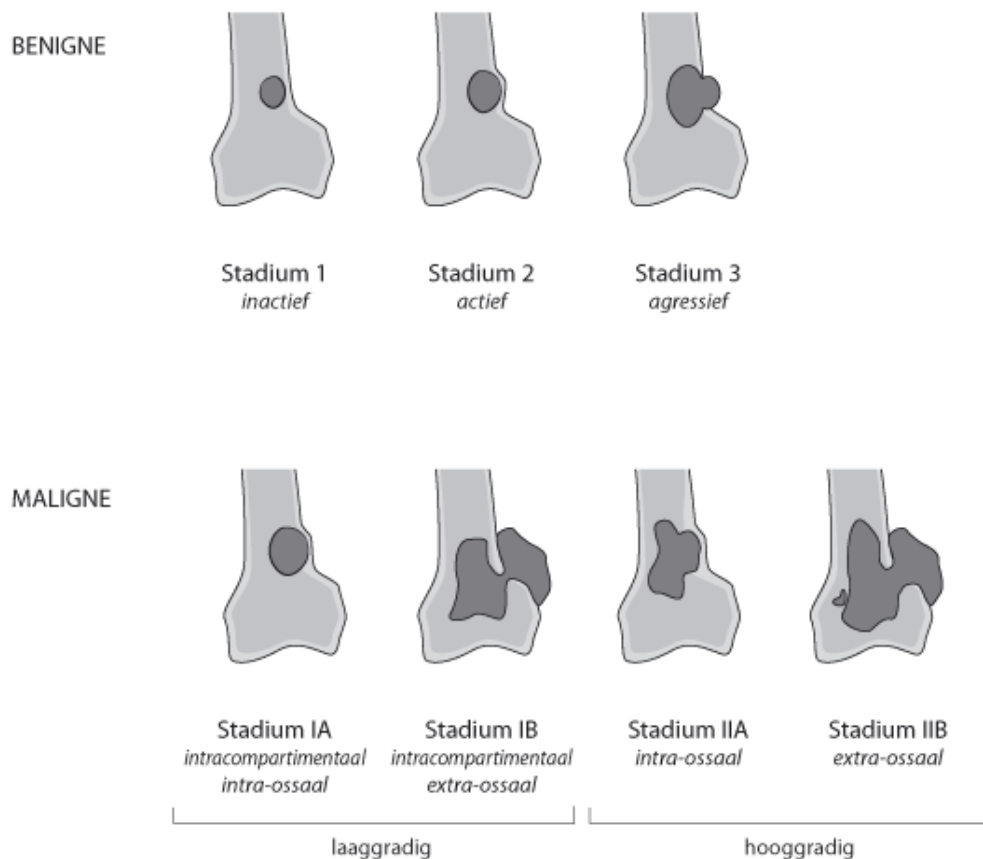 BENIGNE
Stadium 1
inactief
Stadium 2
actief
Stadium 3
agressief
MALIGNE
Stadium IA
intracompartimentaal
intra-ossaal
Stadium IB
intracompartimentaal
extra-ossaal
Stadium IIA
intra-ossaal
Stadium IIB
extra-ossaal
laaggradig
hooggradig